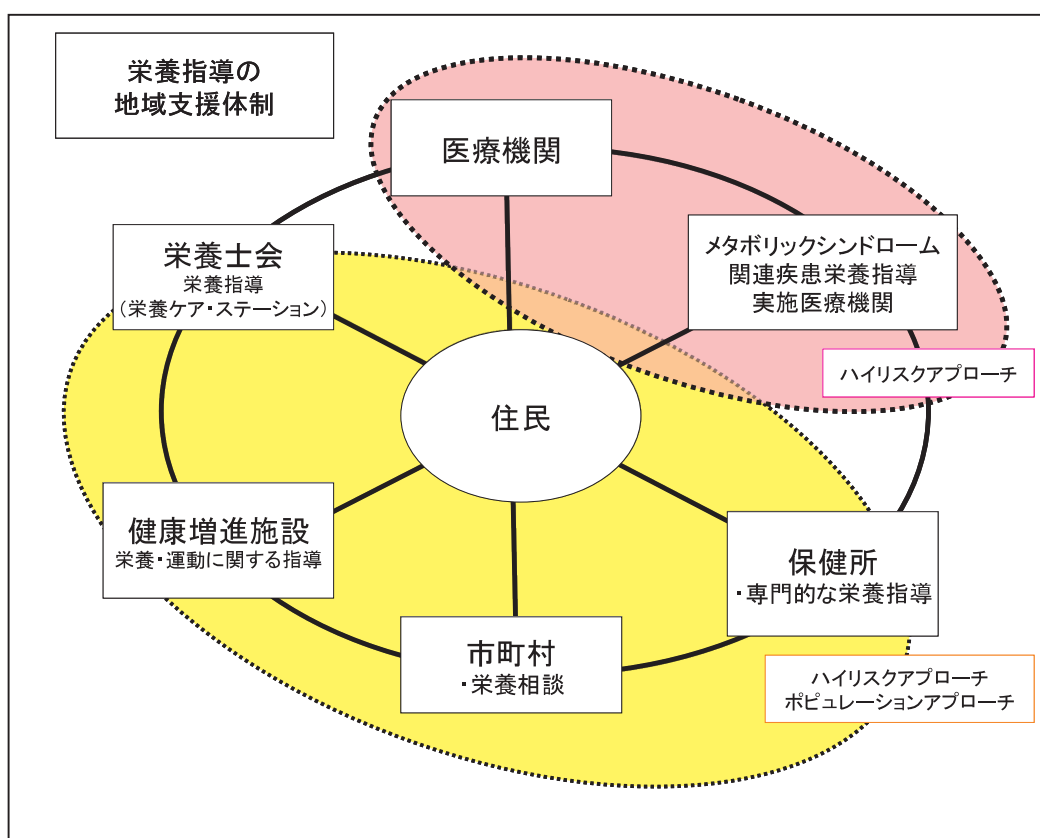 栄養指導の
地域支援体制
医療機関
メタボリックシンドローム
関連疾患栄養指導
実施医療機関
ハイリスクアプローチ
栄養士会
栄養指導
(栄養ケア・ステーション)
住民
健康増進施設
栄養・運動に関する指導
保健所
・専門的な栄養指導
市町村
・栄養相談
ハイリスクアプローチ
ポピュレーションアプローチ